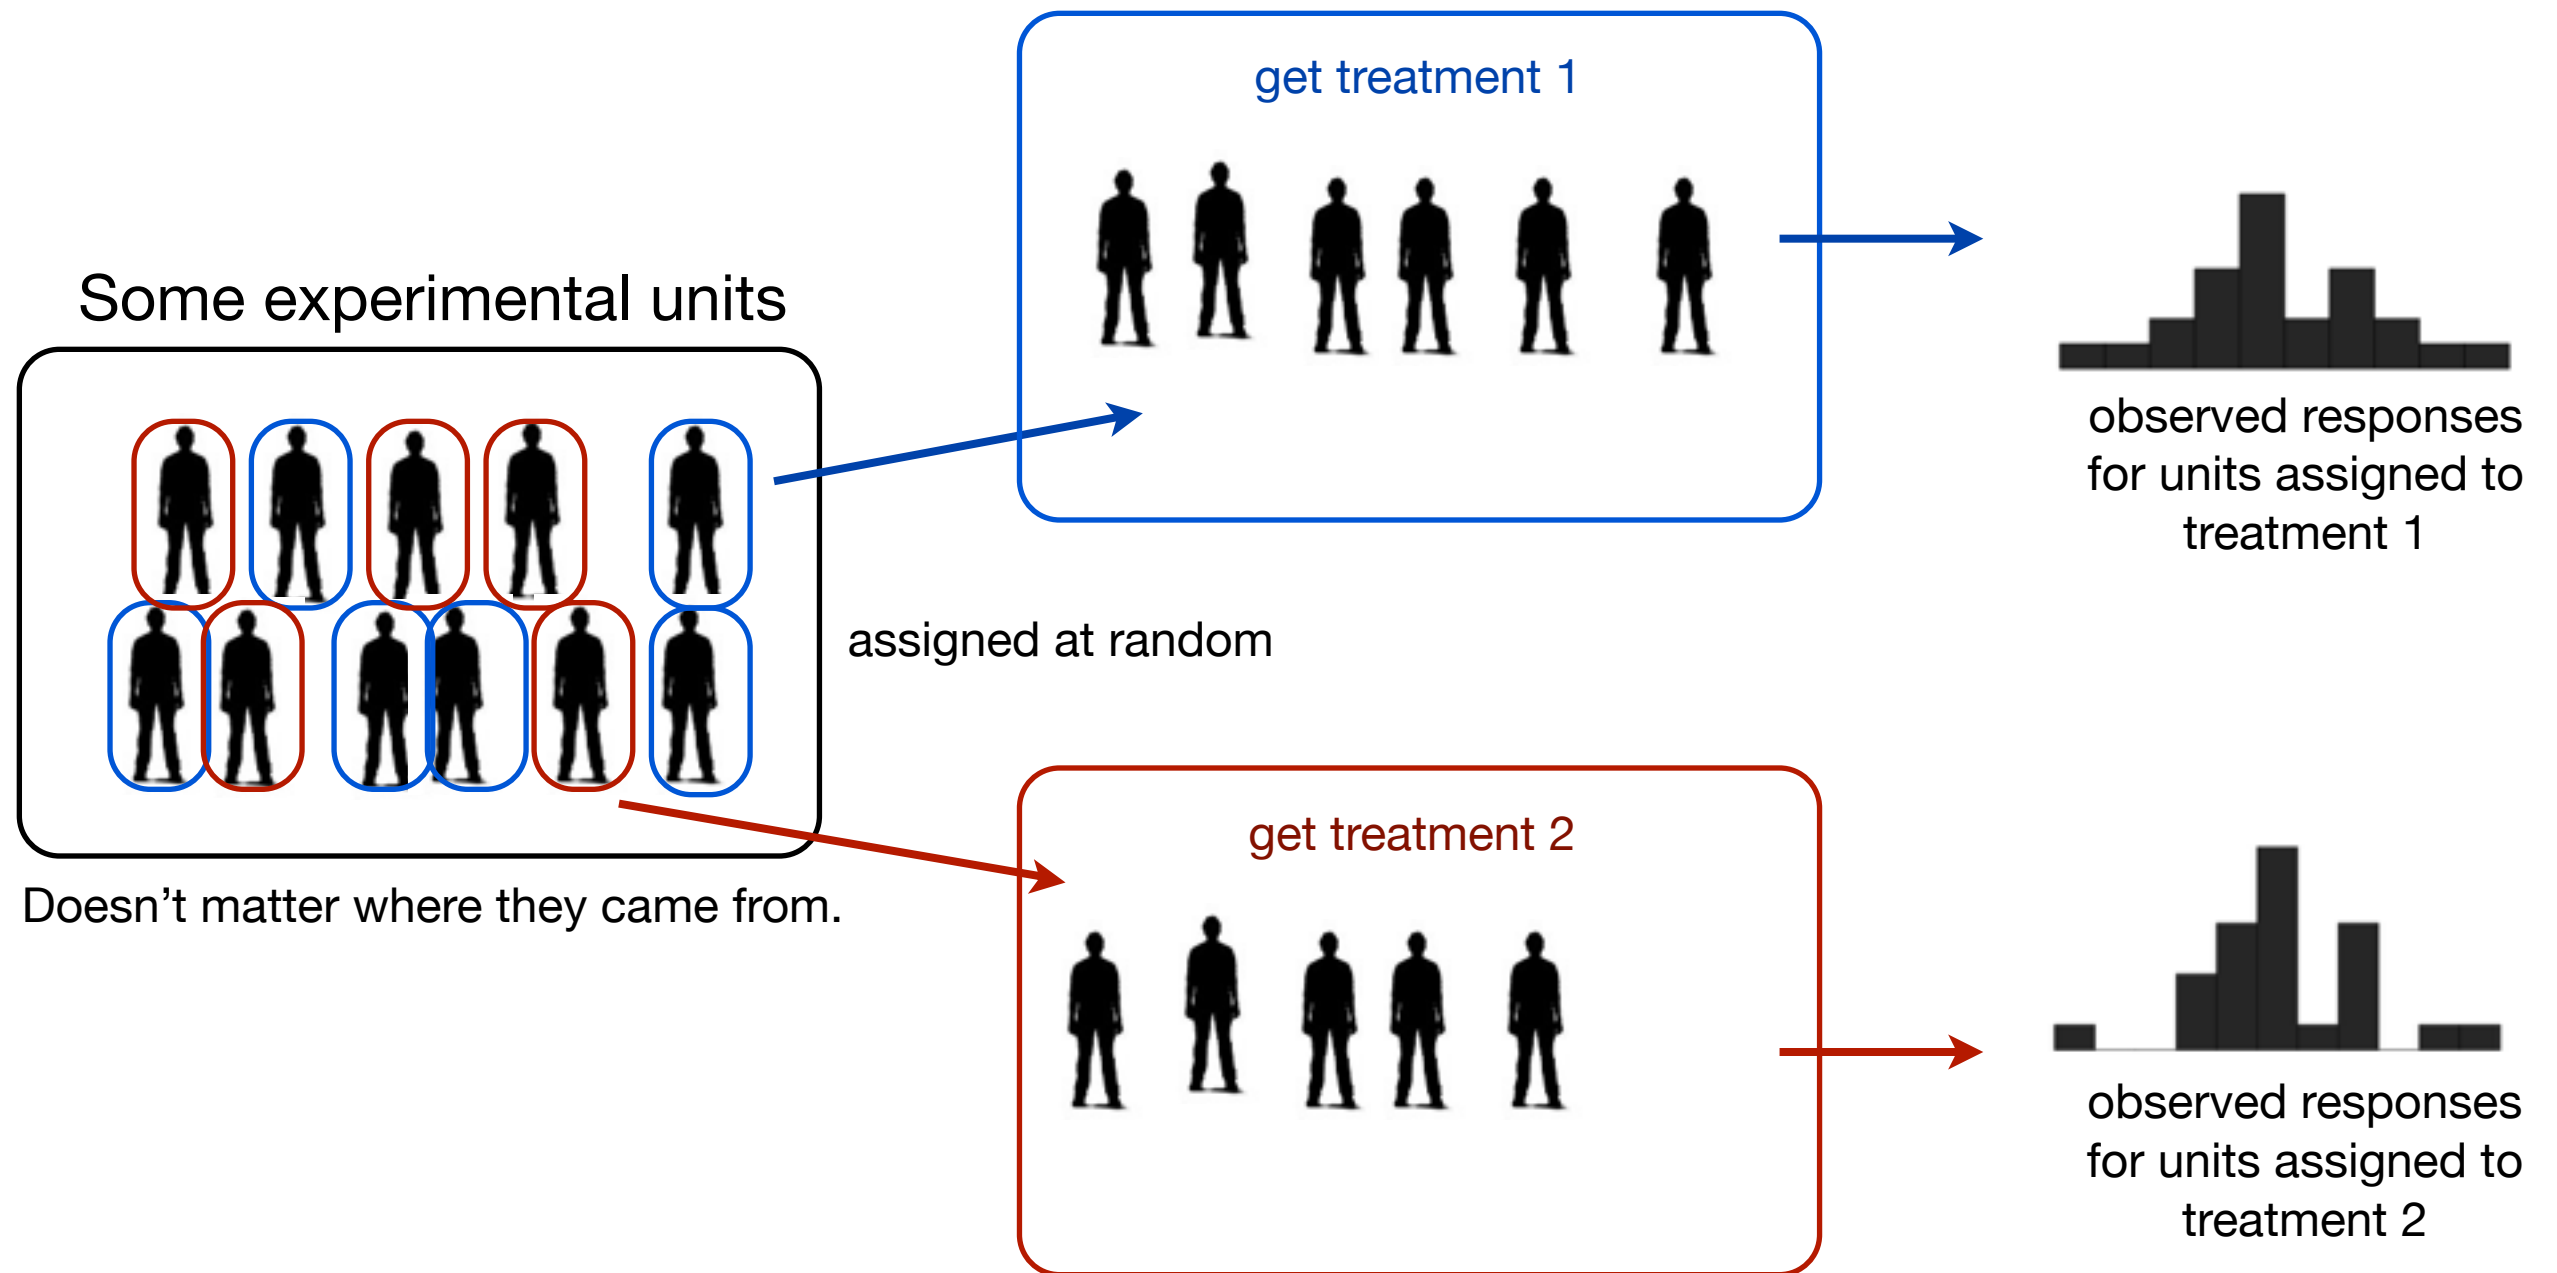 Some experimental units
Doesn’t matter where they came from.
assigned at random
get treatment 1
observed responses
for units assigned to
treatment 1
get treatment 2
observed responses
for units assigned to
treatment 2